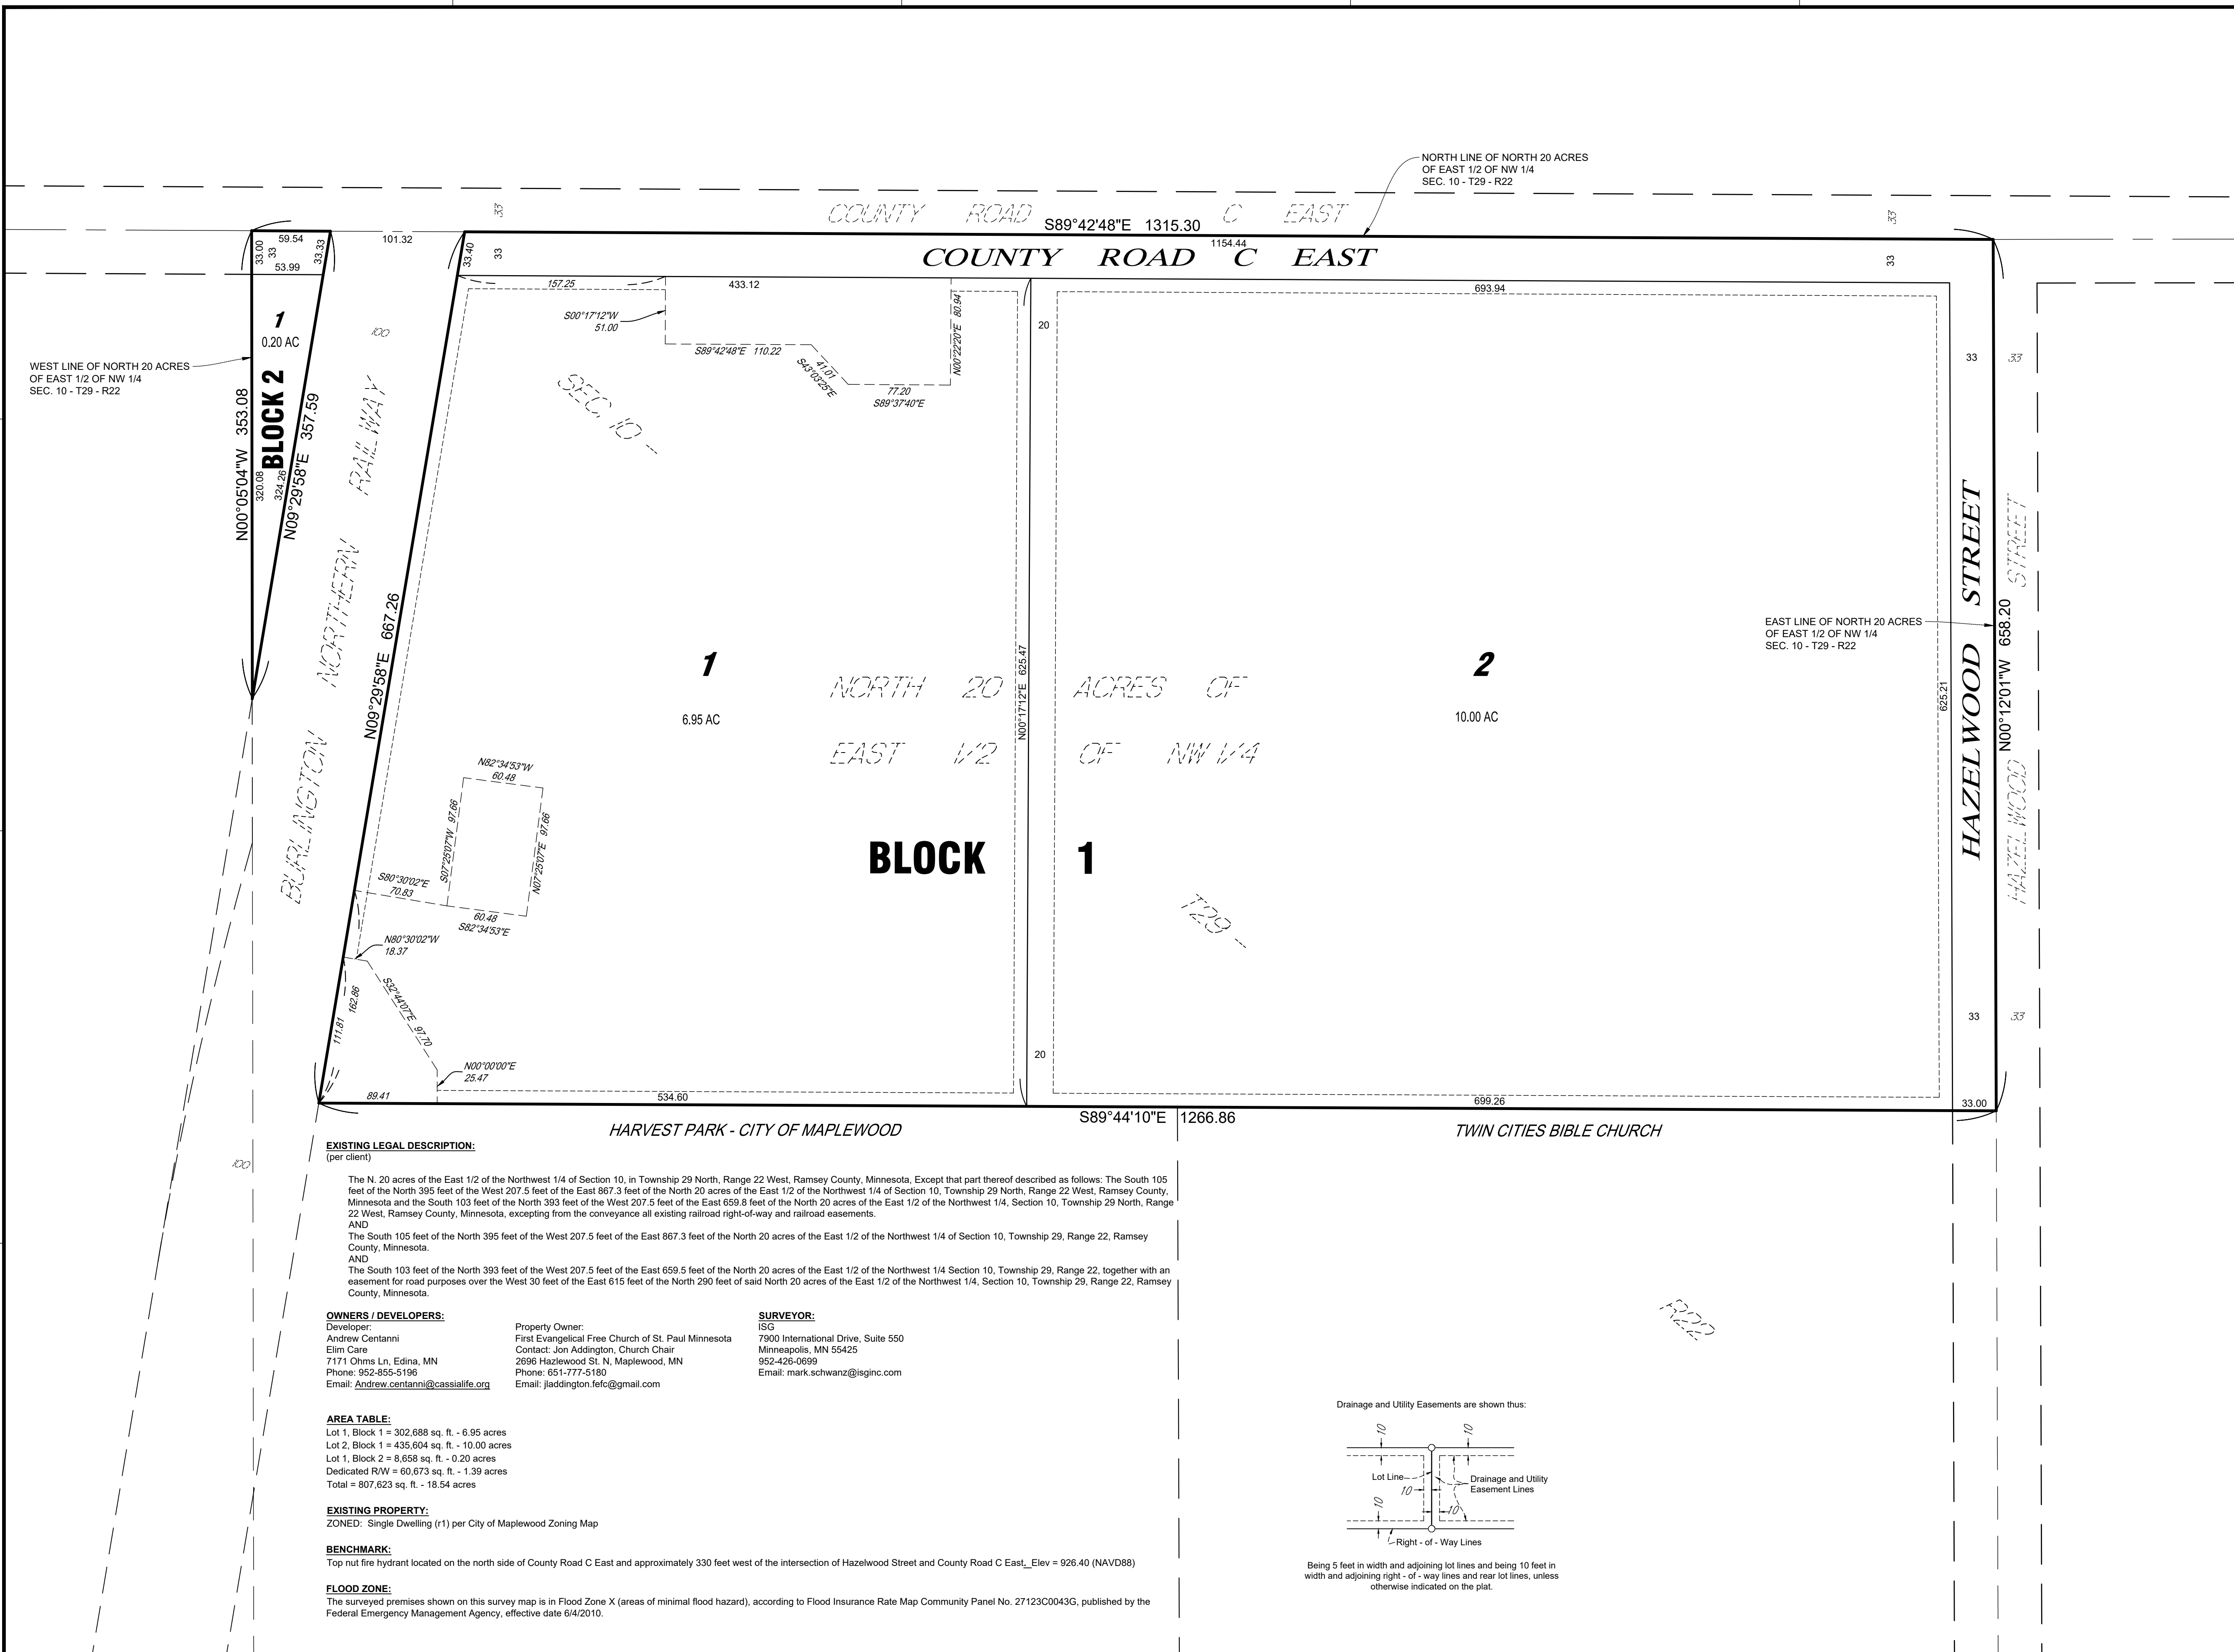 NORTH LINE OF NORTH 20 ACRES
OF EAST 1/2 OF NW 1/4
SEC. 10 - T29 - R22
33
COUNTY ROAD C EAST
33
S89°42'48"E 1315.30
59.54
101.32
1154.44
33.00
33
33.33
33.40
33
COUNTY ROAD C EAST
33
53.99
157.25
433.12
693.94
1
0.20 AC
BLOCK 2
100
S00°17'12"W
51.00
N00°22'20"E 80.94
20
S89°42'48"E 110.22
41.01
S43°03'25"E
77.20
S89°37'40"E
33
33
WEST LINE OF NORTH 20 ACRES
OF EAST 1/2 OF NW 1/4
SEC. 10 - T29 - R22
N00°05'04"W 353.08
320.08
324.26
N09°29'58"E 357.59
BURLINGTON NORTHERN RAILWAY
SEC. 10 -
N09°29'58"E 667.26
EAST LINE OF NORTH 20 ACRES
OF EAST 1/2 OF NW 1/4
SEC. 10 - T29 - R22
HAZELWOOD STREET
N00°12'01"W 658.20
HAZELWOOD STREET
1
6.95 AC
N00°17'12"E 625.47
2
10.00 AC
625.21
NORTH 20 ACRES OF
EAST 1/2 OF NW 1/4
BLOCK 1
N82°34'53"W
60.48
S07°25'07"W 97.66
N07°25'07"E 97.66
S80°30'02"E
70.83
60.48
S82°34'53"E
T29 -
N80°30'02"W
18.37
S32°44'07"E 97.70
162.86
111.81
33
33
20
N00°00'00"E
25.47
89.41
534.60
699.26
33.00
S89°44'10"E 1266.86
HARVEST PARK - CITY OF MAPLEWOOD
TWIN CITIES BIBLE CHURCH
100
EXISTING LEGAL DESCRIPTION:
(per client)
The N. 20 acres of the East 1/2 of the Northwest 1/4 of Section 10, in Township 29 North, Range 22 West, Ramsey County, Minnesota, Except that part thereof described as follows: The South 105
feet of the North 395 feet of the West 207.5 feet of the East 867.3 feet of the North 20 acres of the East 1/2 of the Northwest 1/4 of Section 10, Township 29 North, Range 22 West, Ramsey County,
Minnesota and the South 103 feet of the North 393 feet of the West 207.5 feet of the East 659.8 feet of the North 20 acres of the East 1/2 of the Northwest 1/4, Section 10, Township 29 North, Range
22 West, Ramsey County, Minnesota, excepting from the conveyance all existing railroad right-of-way and railroad easements.
AND
The South 105 feet of the North 395 feet of the West 207.5 feet of the East 867.3 feet of the North 20 acres of the East 1/2 of the Northwest 1/4 of Section 10, Township 29, Range 22, Ramsey
County, Minnesota.
AND
The South 103 feet of the North 393 feet of the West 207.5 feet of the East 659.5 feet of the North 20 acres of the East 1/2 of the Northwest 1/4 Section 10, Township 29, Range 22, together with an
easement for road purposes over the West 30 feet of the East 615 feet of the North 290 feet of said North 20 acres of the East 1/2 of the Northwest 1/4, Section 10, Township 29, Range 22, Ramsey
County, Minnesota.
R22
OWNERS / DEVELOPERS:
Developer:
Andrew Centanni
Elim Care
7171 Ohms Ln, Edina, MN
Phone: 952-855-5196
Email: Andrew.centanni@cassialife.org
Property Owner:
First Evangelical Free Church of St. Paul Minnesota
Contact: Jon Addington, Church Chair
2696 Hazlewood St. N, Maplewood, MN
Phone: 651-777-5180
Email: jladdington.fefc@gmail.com
SURVEYOR:
ISG
7900 International Drive, Suite 550
Minneapolis, MN 55425
952-426-0699
Email: mark.schwanz@isginc.com
AREA TABLE:
Lot 1, Block 1 = 302,688 sq. ft. - 6.95 acres
Lot 2, Block 1 = 435,604 sq. ft. - 10.00 acres
Lot 1, Block 2 = 8,658 sq. ft. - 0.20 acres
Dedicated R/W = 60,673 sq. ft. - 1.39 acres
Total = 807,623 sq. ft. - 18.54 acres
EXISTING PROPERTY:
ZONED: Single Dwelling (r1) per City of Maplewood Zoning Map
BENCHMARK:
Top nut fire hydrant located on the north side of County Road C East and approximately 330 feet west of the intersection of Hazelwood Street and County Road C East. Elev = 926.40 (NAVD88)
FLOOD ZONE:
The surveyed premises shown on this survey map is in Flood Zone X (areas of minimal flood hazard), according to Flood Insurance Rate Map Community Panel No. 27123C0043G, published by the
Federal Emergency Management Agency, effective date 6/4/2010.
Drainage and Utility Easements are shown thus:
10
10
Lot Line
10
Drainage and Utility
Easement Lines
10
10
Right - of - Way Lines
Being 5 feet in width and adjoining lot lines and being 10 feet in
width and adjoining right - of - way lines and rear lot lines, unless
otherwise indicated on the plat.